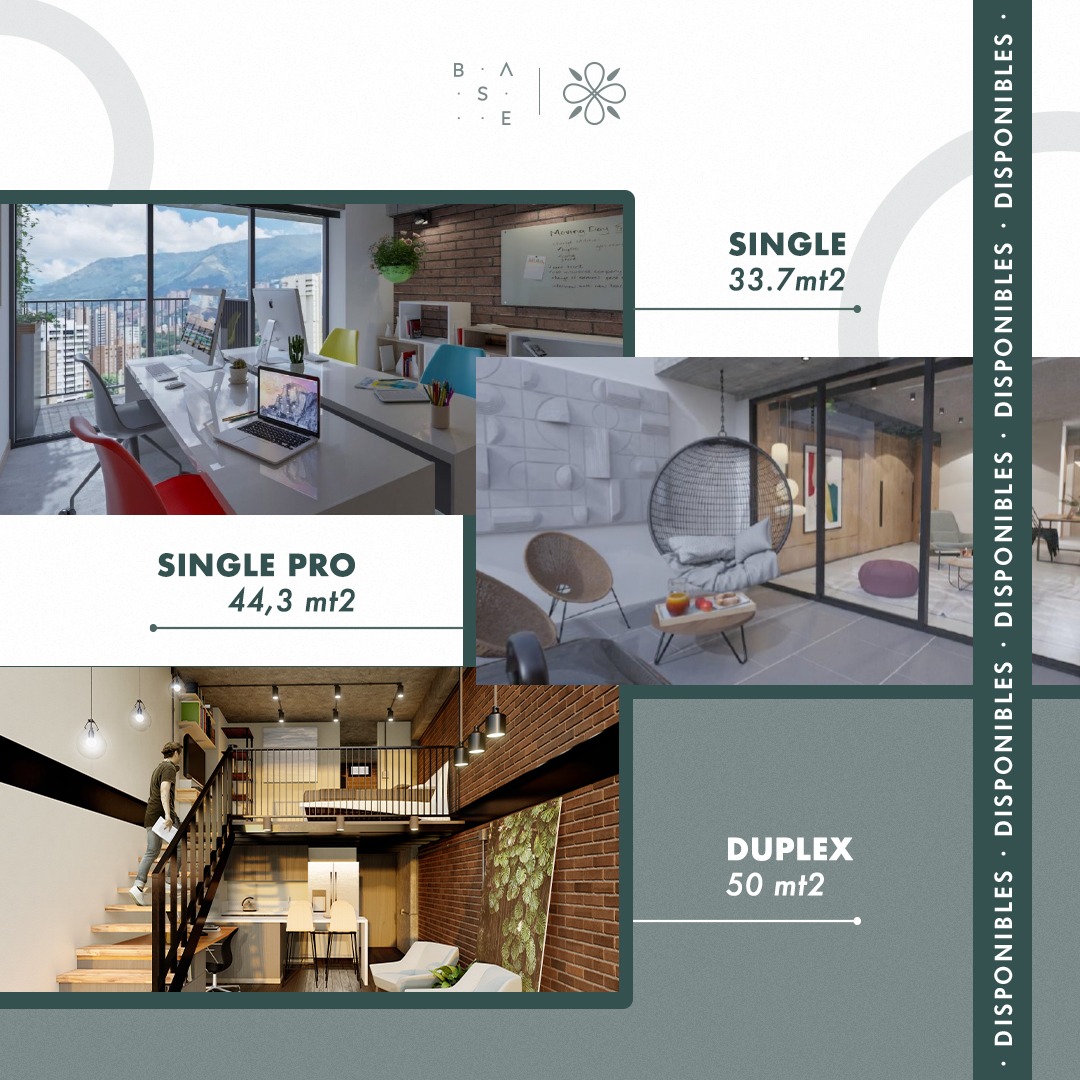 B · A
· S ·
· · E
SINGLE
33.7mt2
SINGLE PRO
44,3 mt2
DUPLEX
50 mt2
· DISPONIBLES · DISPONIBLES · DISPONIBLES · DISPONIBLES · DISPONIBLES ·